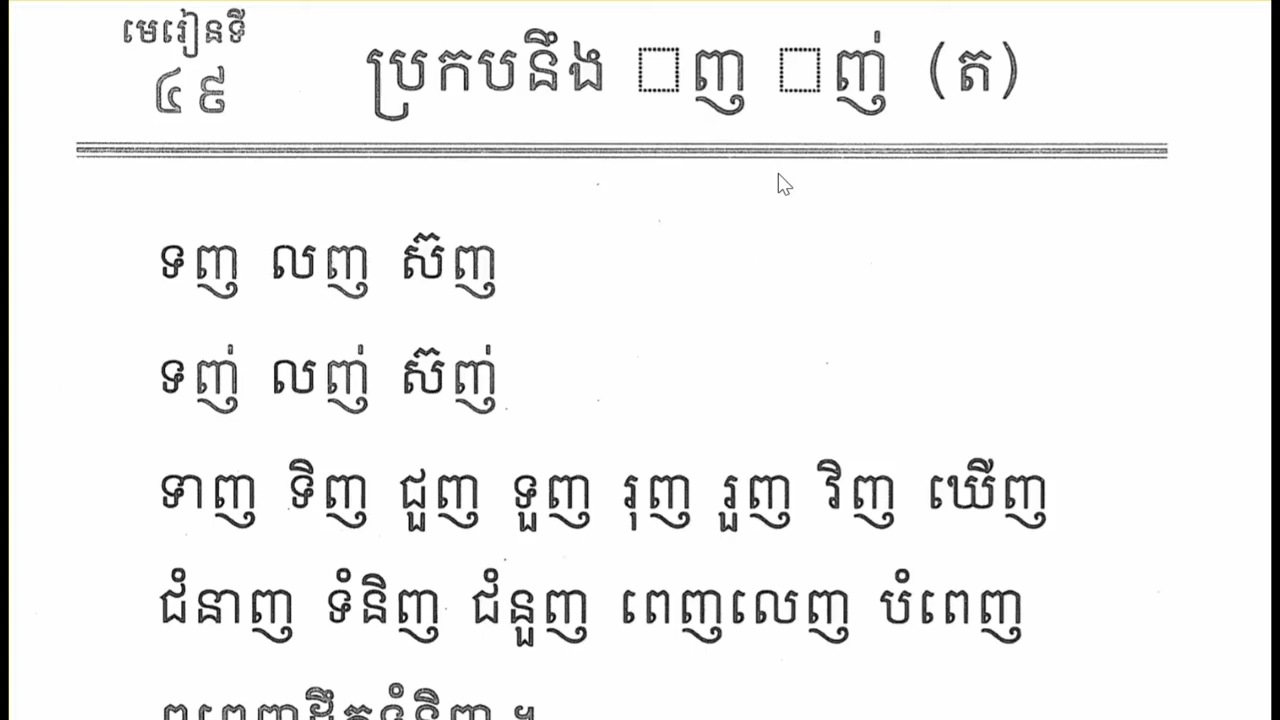 មេរៀនទី
៤៩
ប្រកបនឹង □ញ □ញ់ (ត)
ទញ លញ ស៊ញ
ទញ់ លញ់ ស៊ញ់
ទាញ ទិញ ជួញ ទួញ រុញ រួញ វិញ ឃើញ
ជំនាញ ទំនិញ ជំនួញ ពេញលេញ បំពេញ